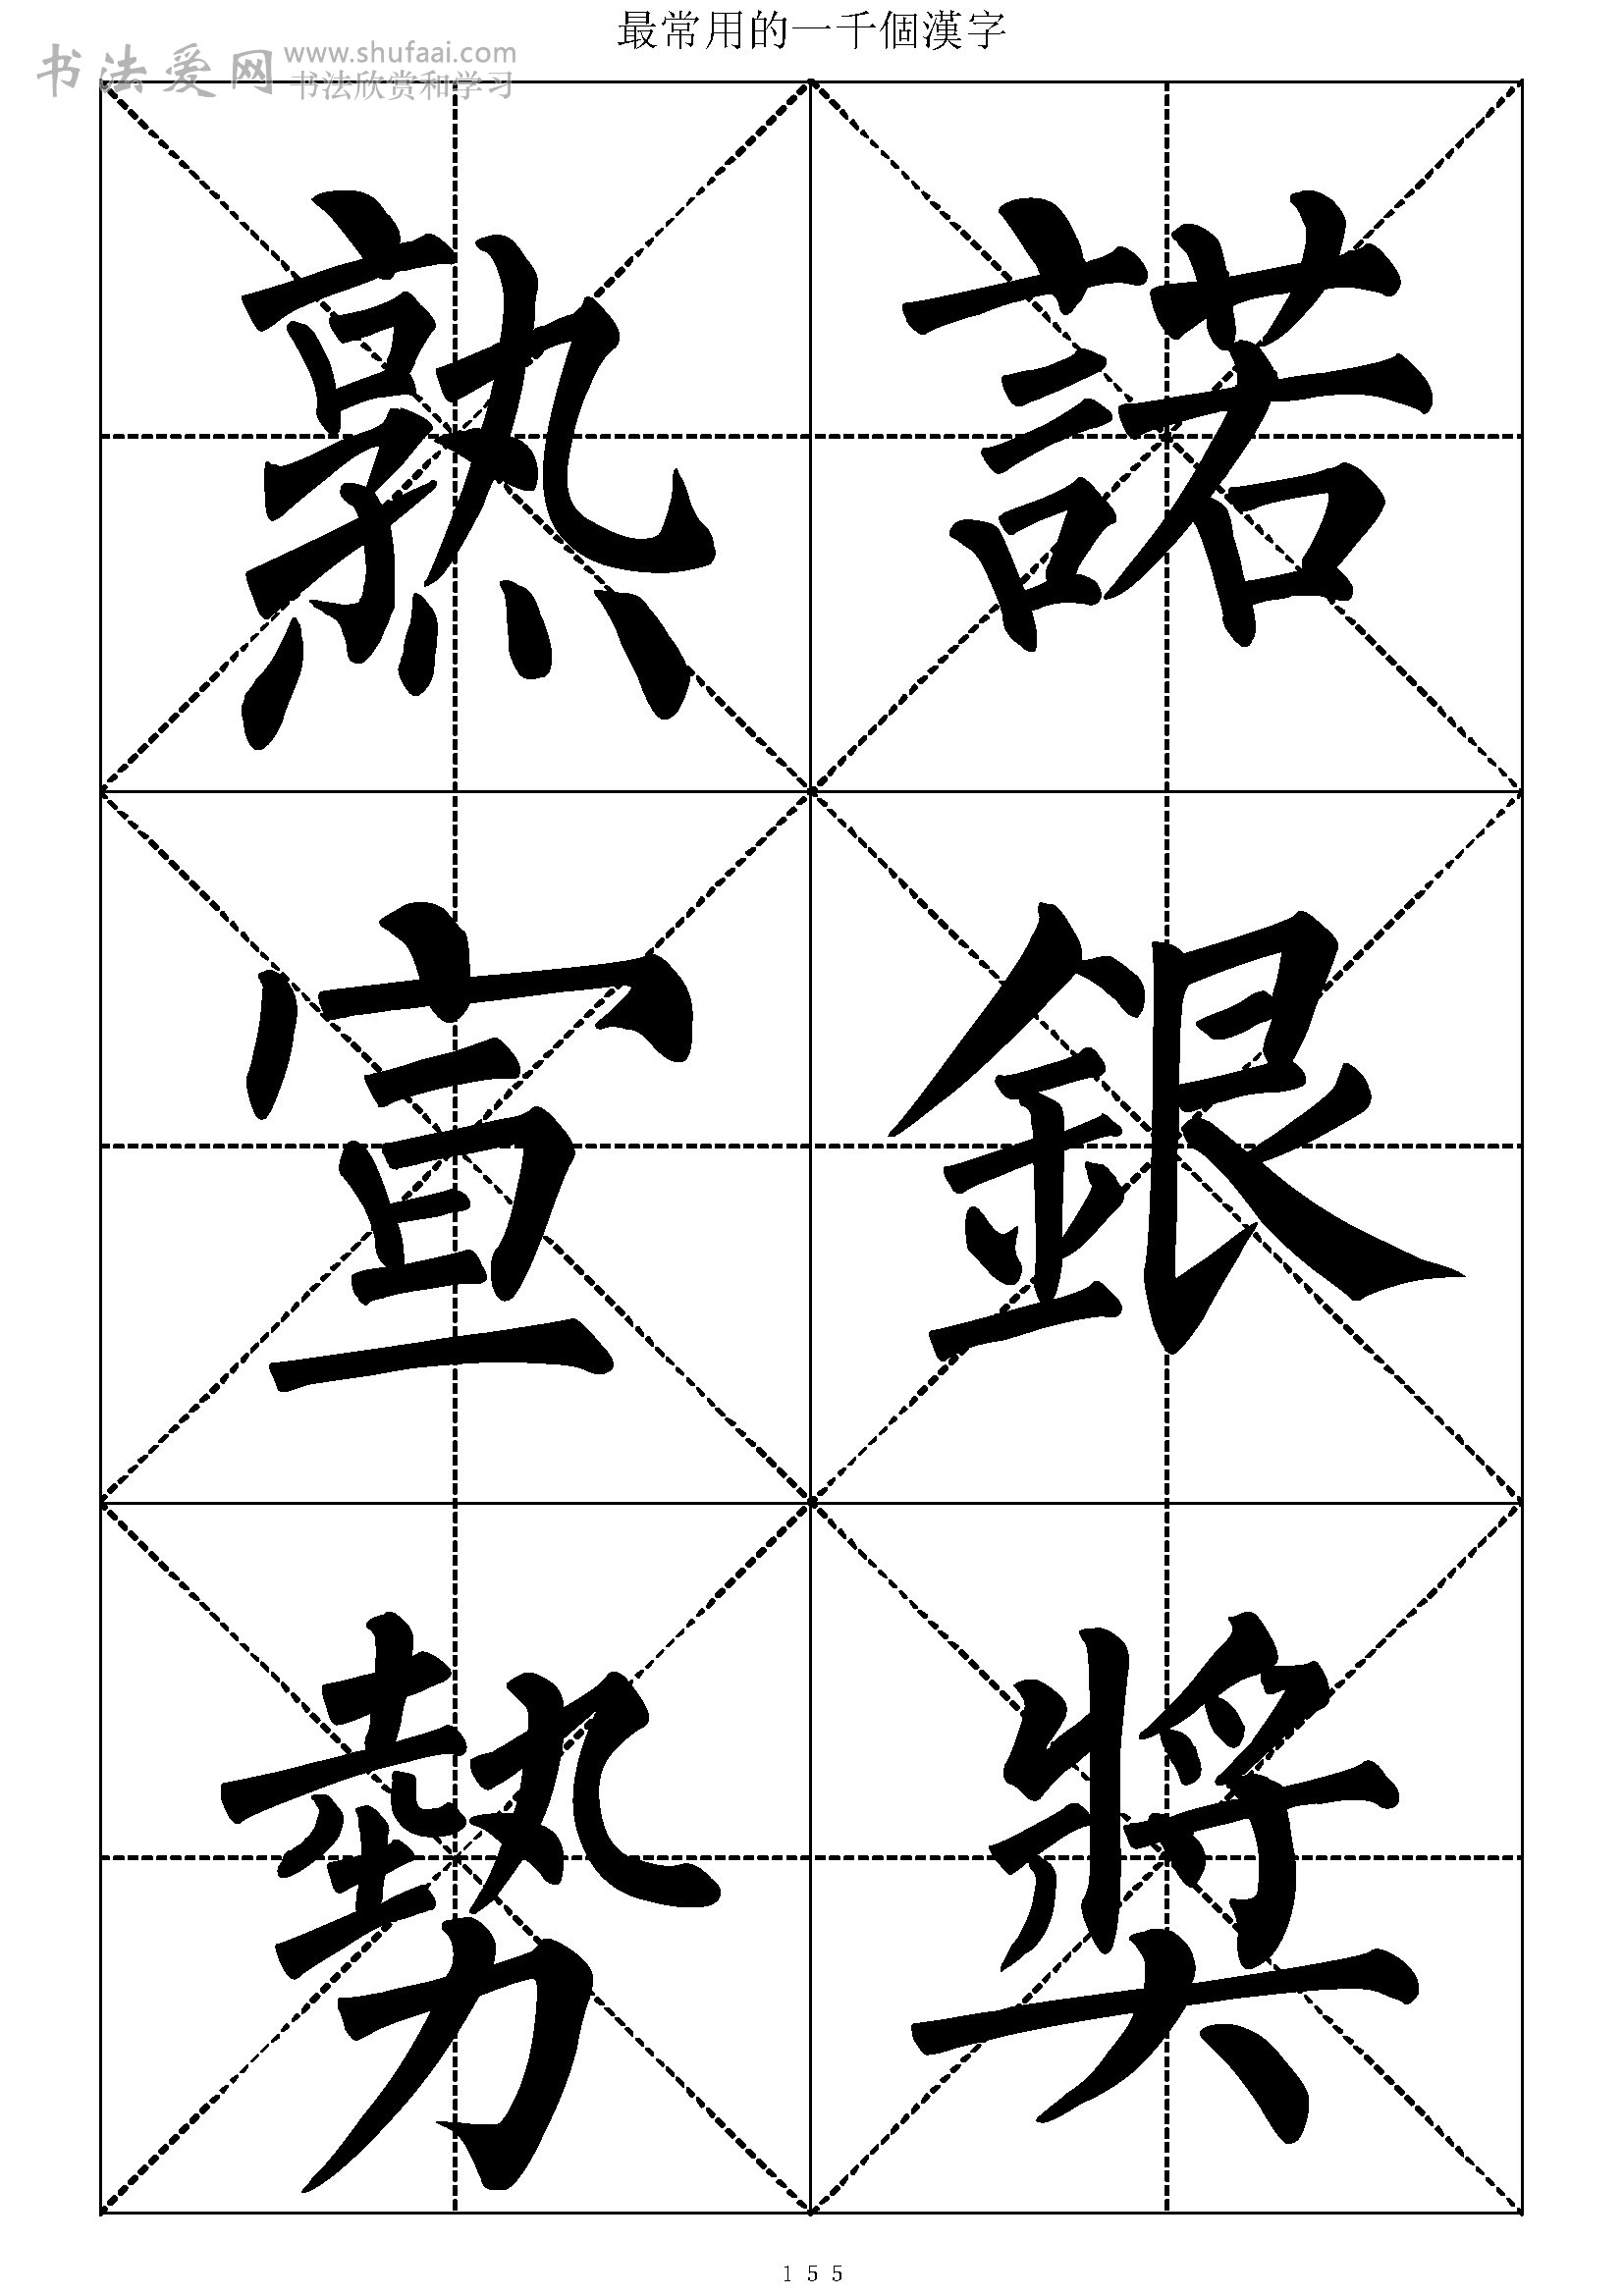 最常用的一千個漢字
书法爱网 www.shufaai.com
书法欣赏和学习
熟 諾
宣 銀
勢 奬
155